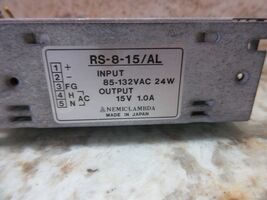 RS-8-15/AL
1 +
2 -
3 FG
4 H AC
5 N
INPUT
85-132VAC 24W
OUTPUT
15V 1.0A
NEMIC-LAMBDA
MADE IN JAPAN